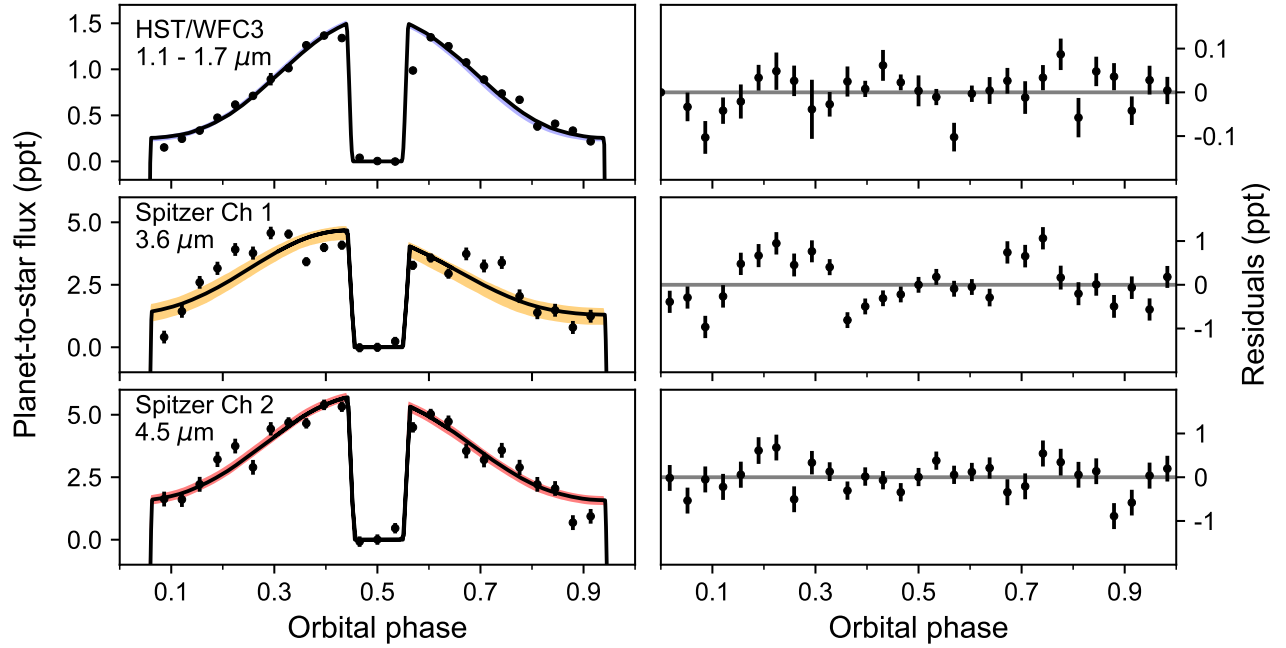 Planet-to-star flux (ppt)
HST/WFC3
1.1 - 1.7 μm
1.5
1.0
0.5
0.0
0.1
0
-0.1
Spitzer Ch 1
3.6 μm
5.0
2.5
0.0
1
0
-1
Spitzer Ch 2
4.5 μm
5.0
2.5
0.0
1
0
-1
Residuals (ppt)
0.1 0.3 0.5 0.7 0.9
Orbital phase
0.1 0.3 0.5 0.7 0.9
Orbital phase